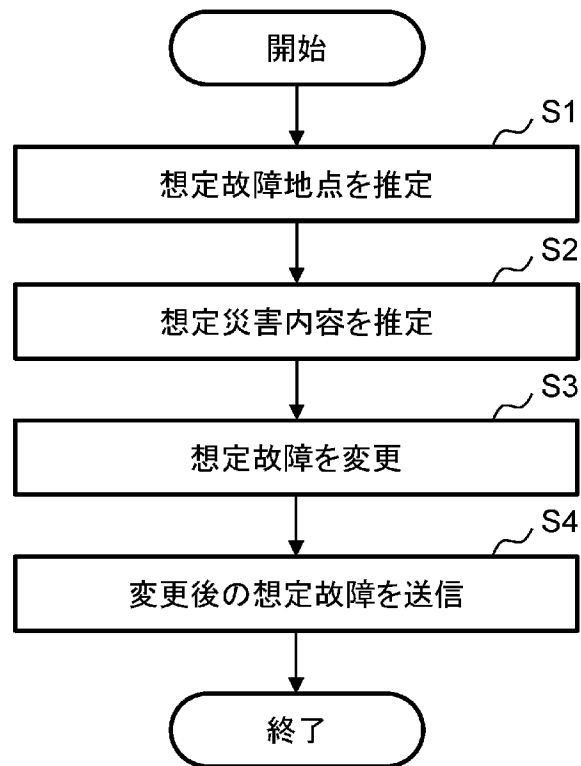 開始
S1
想定故障地点を推定
S2
想定災害内容を推定
S3
想定故障を変更
S4
変更後の想定故障を送信
終了